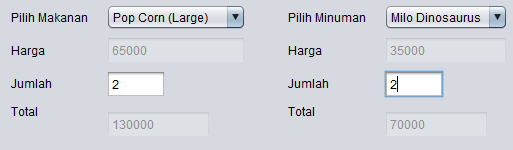 Pilih Makanan Pop Corn (Large) Pilih Minuman Milo Dinosaurus
Harga 65000 Harga 35000
Jumlah 2 Jumlah 2
Total 130000 Total 70000